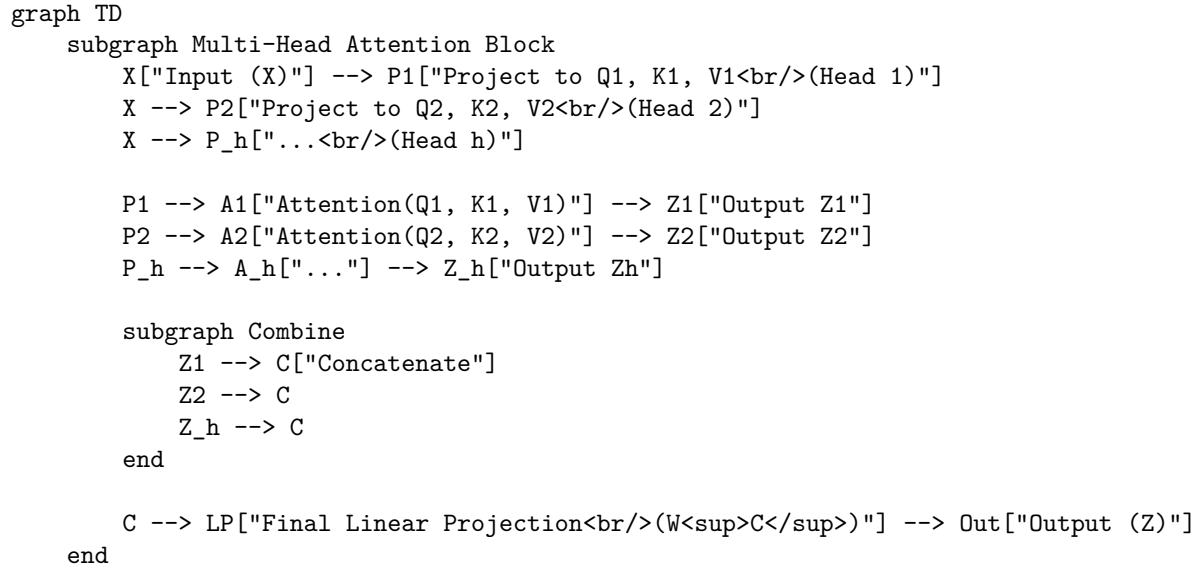 graph TD
    subgraph Multi-Head Attention Block
        X["Input (X)"] --> P1["Project to Q1, K1, V1<br/>(Head 1)"]
        X --> P2["Project to Q2, K2, V2<br/>(Head 2)"]
        X --> P_h["...<br/>(Head h)"]

        P1 --> A1["Attention(Q1, K1, V1)"] --> Z1["Output Z1"]
        P2 --> A2["Attention(Q2, K2, V2)"] --> Z2["Output Z2"]
        P_h --> A_h["..."] --> Z_h["Output Zh"]

        subgraph Combine
            Z1 --> C["Concatenate"]
            Z2 --> C
            Z_h --> C
        end

        C --> LP["Final Linear Projection<br/>(W<sup>C</sup>)"] --> Out["Output (Z)"]
    end